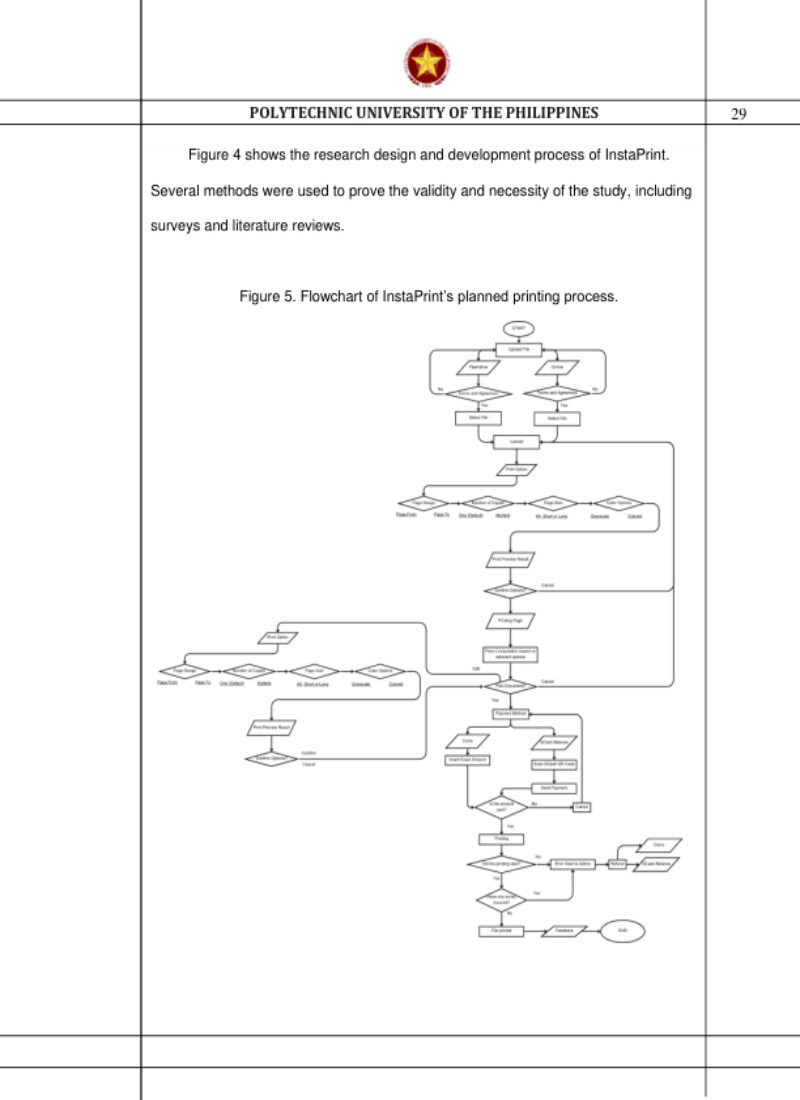 POLYTECHNIC UNIVERSITY OF THE PHILIPPINES 29
Figure 4 shows the research design and development process of InstaPrint.
Several methods were used to prove the validity and necessity of the study, including
surveys and literature reviews.
Figure 5. Flowchart of InstaPrint's planned printing process.
START
Upload File
Flashdrive
Online
No
Terms and Agreement
Terms and Agreement
No
Yes
Yes
Select File
Select File
Upload
Print Option
Page Range
Number of Copies
Page Size
Color Options
Page From
Page To
One (Default)
Multiple
A4, Short or Long
Grayscale
Colored
Print Preview Result
Confirm Options?
Cancel
Printing Page
Print Option
Price Computation based on
selected options
Page Range
Number of Copies
Page Size
Color Options
Edit
Page From
Page To
One (Default)
Multiple
A4, Short or Long
Grayscale
Colored
Print Document?
Cancel
Yes
Payment Method
Print Preview Result
Coins
GCash Balance
Confirm Options?
Confirm
Cancel
Insert Exact Amount
Scan GCash QR Code
Send Payment
Is the amount
paid?
No
Cancel
Yes
Printing
Coins
Did the printing start?
No
Error Alert to Admin
Refund
GCash Balance
Yes
Have any errors
occurred?
Yes
No
File printed
Feedback
END